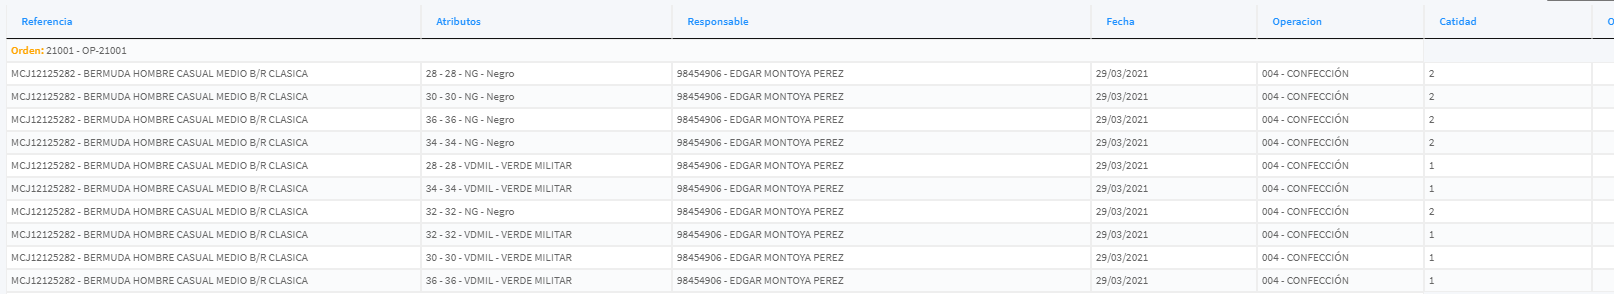 Referencia Atributos Responsable Fecha Operacion Catidad O
Orden: 21001 - OP-21001
MCJ12125282 - BERMUDA HOMBRE CASUAL MEDIO B/R CLASICA 28 - 28 - NG - Negro 98454906 - EDGAR MONTOYA PEREZ 29/03/2021 004 - CONFECCIÓN 2
MCJ12125282 - BERMUDA HOMBRE CASUAL MEDIO B/R CLASICA 30 - 30 - NG - Negro 98454906 - EDGAR MONTOYA PEREZ 29/03/2021 004 - CONFECCIÓN 2
MCJ12125282 - BERMUDA HOMBRE CASUAL MEDIO B/R CLASICA 36 - 36 - NG - Negro 98454906 - EDGAR MONTOYA PEREZ 29/03/2021 004 - CONFECCIÓN 2
MCJ12125282 - BERMUDA HOMBRE CASUAL MEDIO B/R CLASICA 34 - 34 - NG - Negro 98454906 - EDGAR MONTOYA PEREZ 29/03/2021 004 - CONFECCIÓN 2
MCJ12125282 - BERMUDA HOMBRE CASUAL MEDIO B/R CLASICA 28 - 28 - VDMIL - VERDE MILITAR 98454906 - EDGAR MONTOYA PEREZ 29/03/2021 004 - CONFECCIÓN 1
MCJ12125282 - BERMUDA HOMBRE CASUAL MEDIO B/R CLASICA 34 - 34 - VDMIL - VERDE MILITAR 98454906 - EDGAR MONTOYA PEREZ 29/03/2021 004 - CONFECCIÓN 1
MCJ12125282 - BERMUDA HOMBRE CASUAL MEDIO B/R CLASICA 32 - 32 - NG - Negro 98454906 - EDGAR MONTOYA PEREZ 29/03/2021 004 - CONFECCIÓN 2
MCJ12125282 - BERMUDA HOMBRE CASUAL MEDIO B/R CLASICA 32 - 32 - VDMIL - VERDE MILITAR 98454906 - EDGAR MONTOYA PEREZ 29/03/2021 004 - CONFECCIÓN 1
MCJ12125282 - BERMUDA HOMBRE CASUAL MEDIO B/R CLASICA 30 - 30 - VDMIL - VERDE MILITAR 98454906 - EDGAR MONTOYA PEREZ 29/03/2021 004 - CONFECCIÓN 1
MCJ12125282 - BERMUDA HOMBRE CASUAL MEDIO B/R CLASICA 36 - 36 - VDMIL - VERDE MILITAR 98454906 - EDGAR MONTOYA PEREZ 29/03/2021 004 - CONFECCIÓN 1